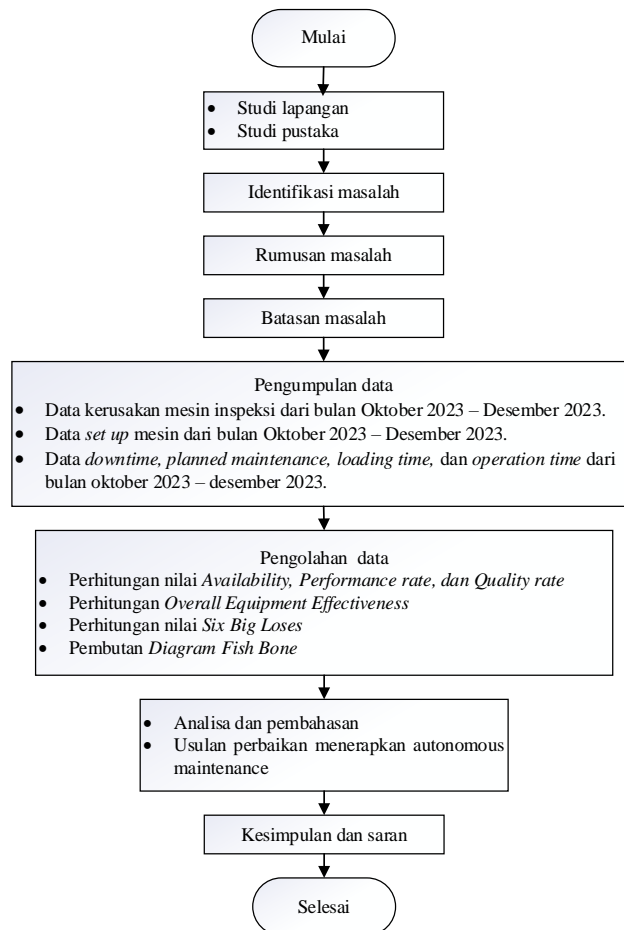 Mulai
• Studi lapangan
• Studi pustaka
Identifikasi masalah
Rumusan masalah
Batasan masalah
Pengumpulan data
• Data kerusakan mesin inspeksi dari bulan Oktober 2023 – Desember 2023.
• Data set up mesin dari bulan Oktober 2023 – Desember 2023.
• Data downtime, planned maintenance, loading time, dan operation time dari
bulan oktober 2023 – desember 2023.
Pengolahan data
• Perhitungan nilai Availability, Performance rate, dan Quality rate
• Perhitungan Overall Equipment Effectiveness
• Perhitungan nilai Six Big Loses
• Pembutan Diagram Fish Bone
• Analisa dan pembahasan
• Usulan perbaikan menerapkan autonomous
maintenance
Kesimpulan dan saran
Selesai